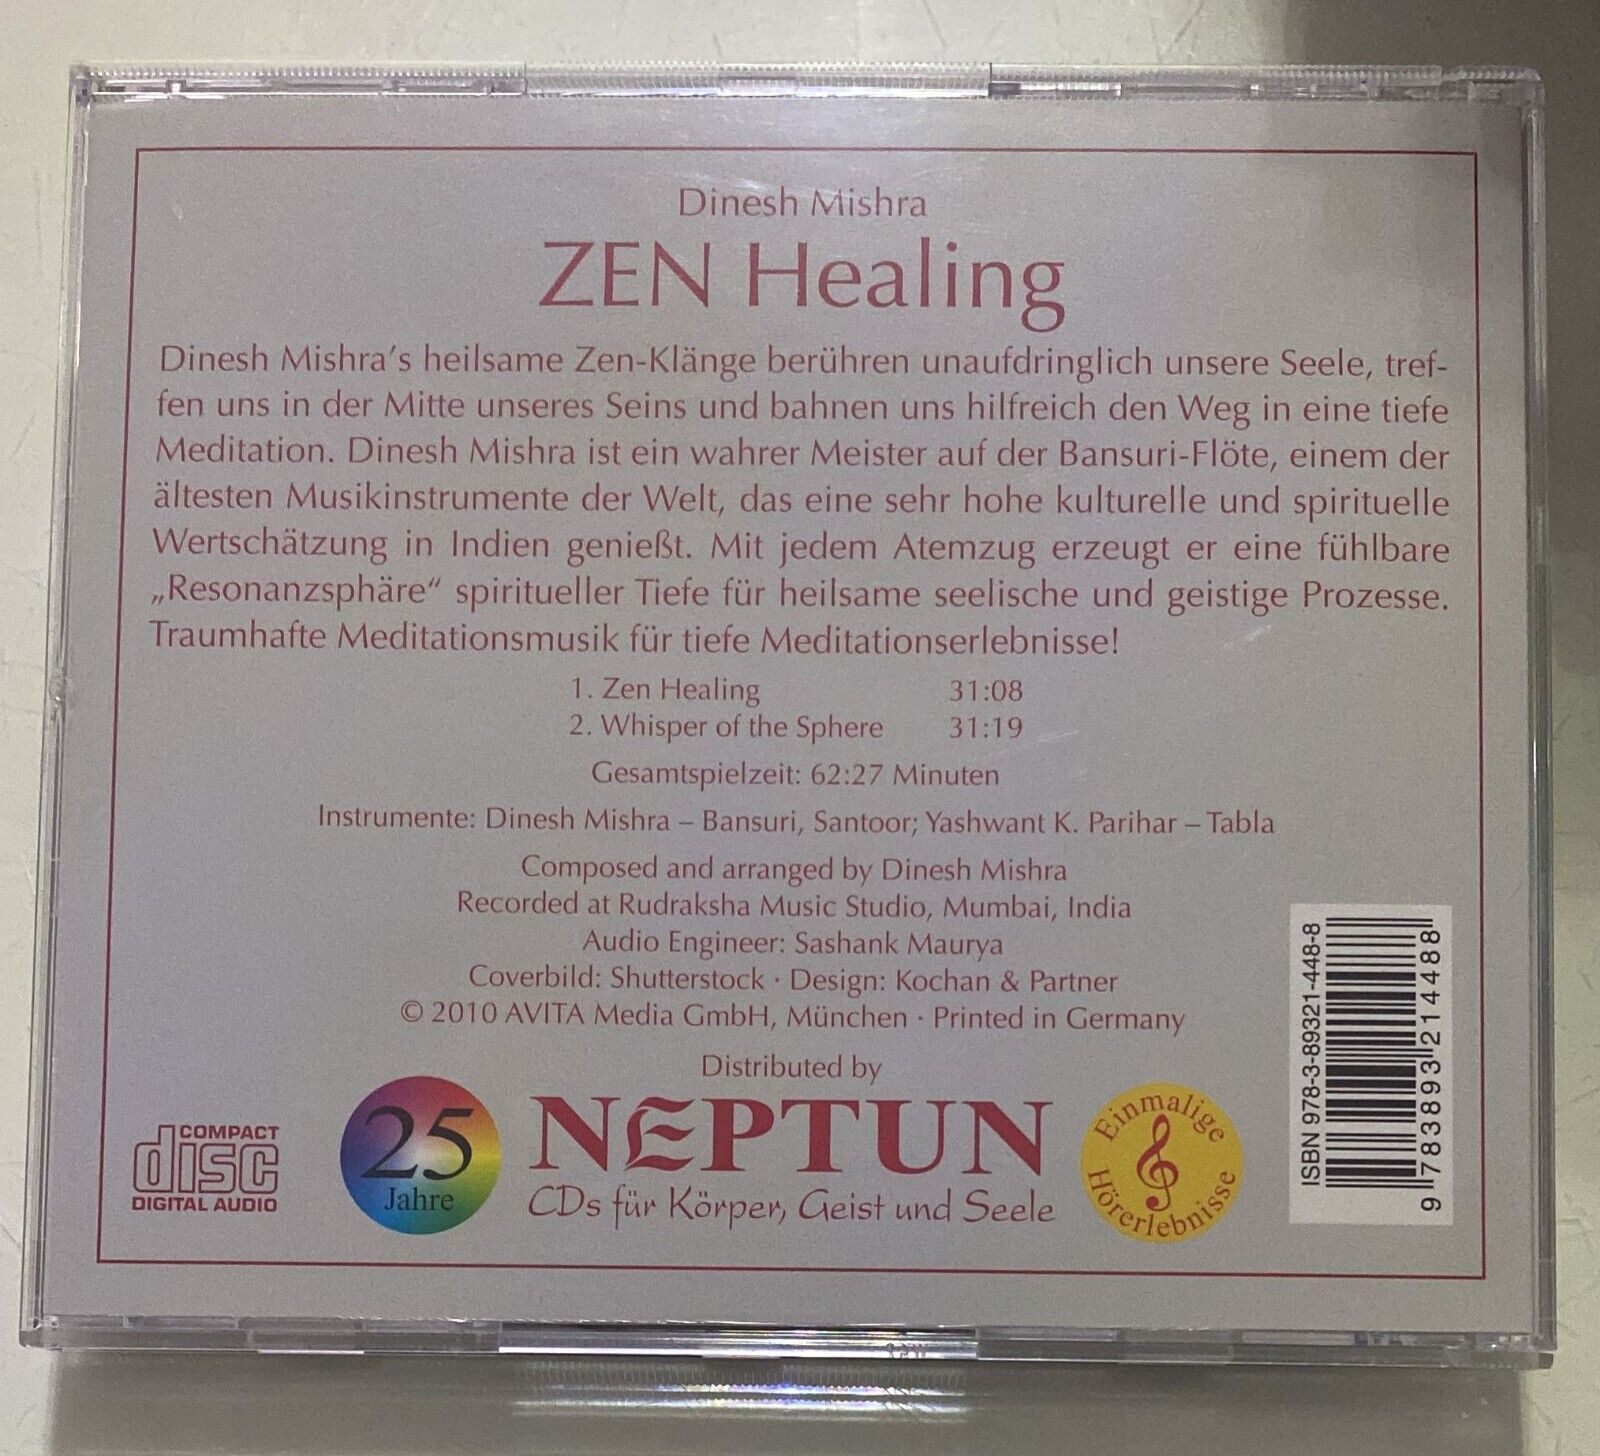 Dinesh Mishra
ZEN Healing
Dinesh Mishra's heilsame Zen-Klänge berühren unaufdringlich unsere Seele, tref-
fen uns in der Mitte unseres Seins und bahnen uns hilfreich den Weg in eine tiefe
Meditation. Dinesh Mishra ist ein wahrer Meister auf der Bansuri-Flöte, einem der
ältesten Musikinstrumente der Welt, das eine sehr hohe kulturelle und spirituelle
Wertschätzung in Indien genießt. Mit jedem Atemzug erzeugt er eine fühlbare
„Resonanzsphäre“ spiritueller Tiefe für heilsame seelische und geistige Prozesse.
Traumhafte Meditationsmusik für tiefe Meditationserlebnisse!
1. Zen Healing 31:08
2. Whisper of the Sphere 31:19
Gesamtspielzeit: 62:27 Minuten
Instrumente: Dinesh Mishra – Bansuri, Santoor; Yashwant K. Parihar – Tabla
Composed and arranged by Dinesh Mishra
Recorded at Rudraksha Music Studio, Mumbai, India
Audio Engineer: Sashank Maurya
Coverbild: Shutterstock · Design: Kochan & Partner
© 2010 AVITA Media GmbH, München · Printed in Germany
Distributed by
COMPACT
disc
DIGITAL AUDIO
25
Jahre
NEPTUN
CDs für Körper, Geist und Seele
Einmalige
Hörerlebnisse
ISBN 978-3-89321-448-8
9 783893 214488